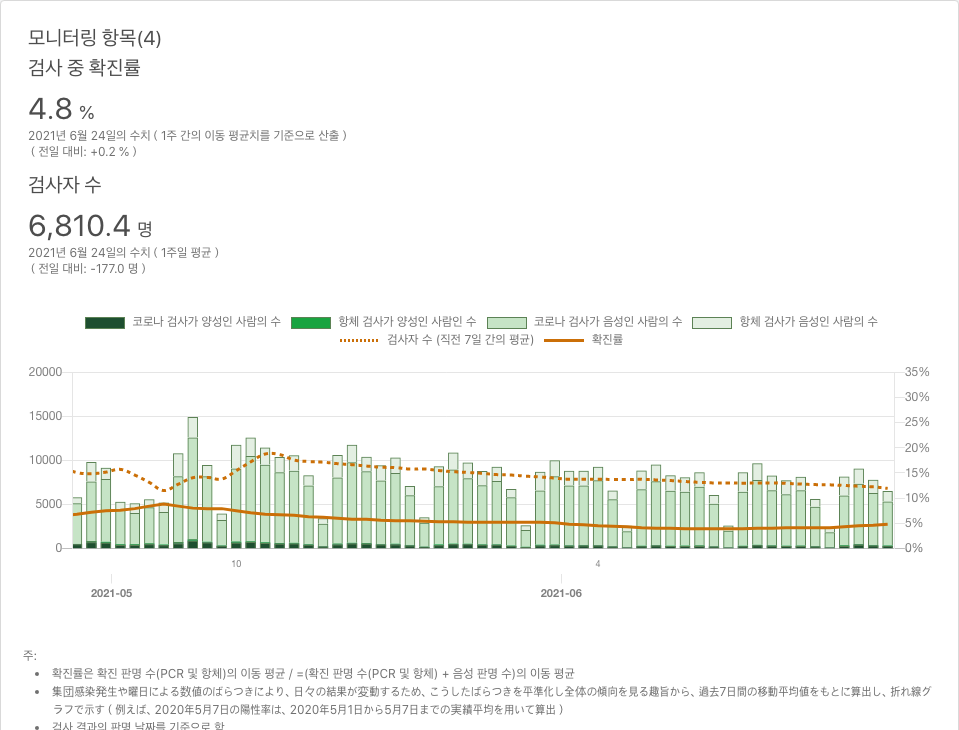 모니터링 항목(4)
검사 중 확진률
4.8 %
2021년 6월 24일의 수치 ( 1주 간의 이동 평균치를 기준으로 산출 )
( 전일 대비: +0.2 % )
검사자 수
6,810.4 명
2021년 6월 24일의 수치 ( 1주일 평균 )
( 전일 대비: -177.0 명 )
코로나 검사가 양성인 사람의 수 항체 검사가 양성인 사람인 수 코로나 검사가 음성인 사람의 수 항체 검사가 음성인 사람의 수
검사자 수 (직전 7일 간의 평균) 확진률
20000 35%
30%
15000 25%
20%
10000 15%
10%
5000 5%
0 0%
10 4
2021-05 2021-06
주:
• 확진률은 확진 판명 수(PCR 및 항체)의 이동 평균 / =(확진 판명 수(PCR 및 항체) + 음성 판명 수)의 이동 평균
• 集団感染発生や曜日による数値のばらつきにより、日々の結果が変動するため、こうしたばらつきを平準化し全体の傾向を見る趣旨から、過去7日間の移動平均値をもとに算出し、折れ線グ
ラフで示す ( 例えば、2020年5月7日の陽性率は、2020年5月1日から5月7日までの実績平均を用いて算出 )
• 검사 결과의 판명 날짜를 기준으로 함